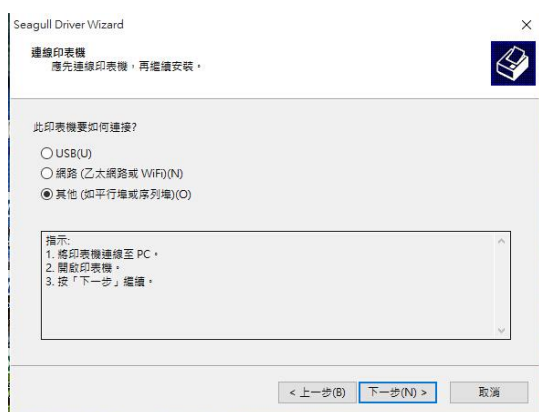 Seagull Driver Wizard
連線印表機
應先連線印表機，再繼續安裝。
此印表機要如何連接?
USB(U)
網路 (乙太網路或 WiFi)(N)
其他 (如平行埠或序列埠)(O)
指示:
1. 將印表機連線至 PC。
2. 開啟印表機。
3. 按「下一步」繼續。
< 上一步(B) 下一步(N) > 取消